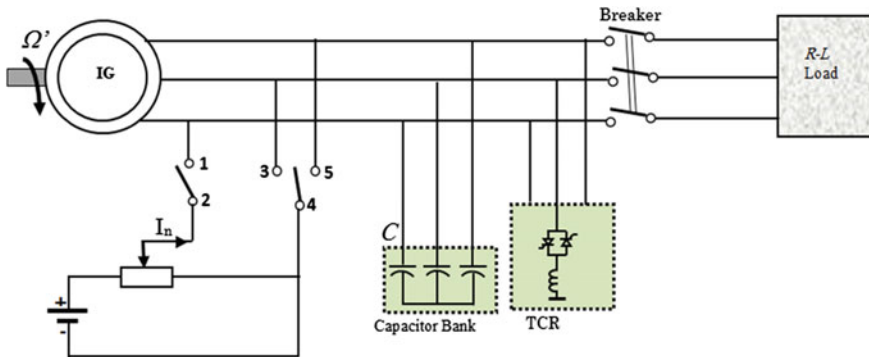 Breaker
Ω’
IG
R-L
Load
1
2
3
5
4
Iₙ
C
+
-
Capacitor Bank
TCR